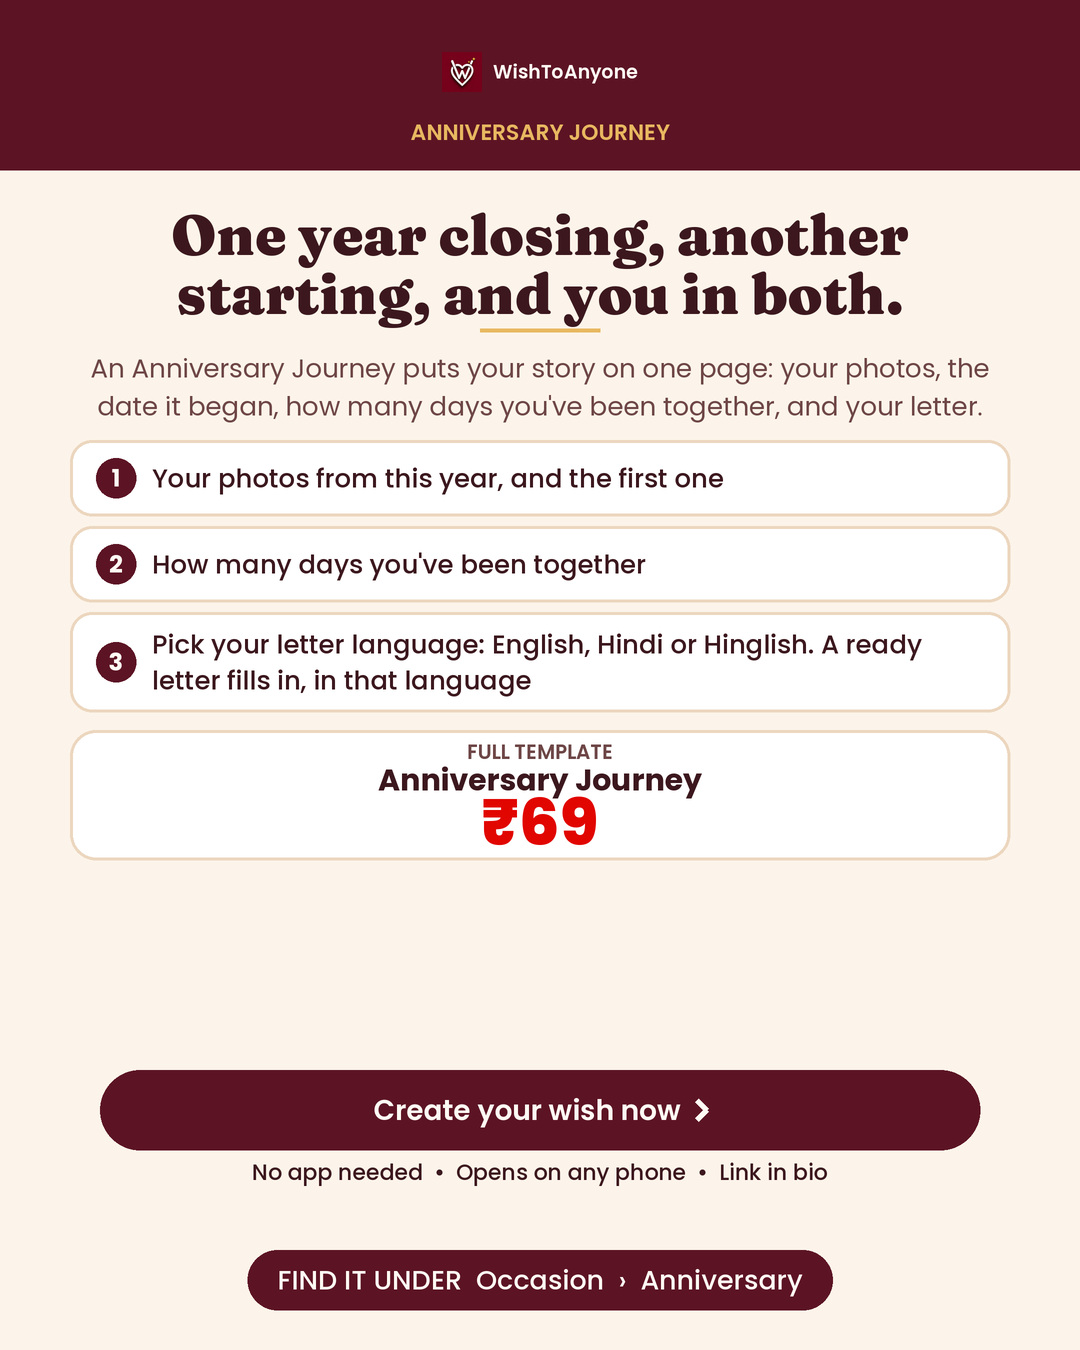 WishToAnyone
ANNIVERSARY JOURNEY
One year closing, another
starting, and you in both.
An Anniversary Journey puts your story on one page: your photos, the
date it began, how many days you've been together, and your letter.
1 Your photos from this year, and the first one
2 How many days you've been together
3 Pick your letter language: English, Hindi or Hinglish. A ready
letter fills in, in that language
FULL TEMPLATE
Anniversary Journey
₹69
Create your wish now ›
No app needed • Opens on any phone • Link in bio
FIND IT UNDER Occasion › Anniversary